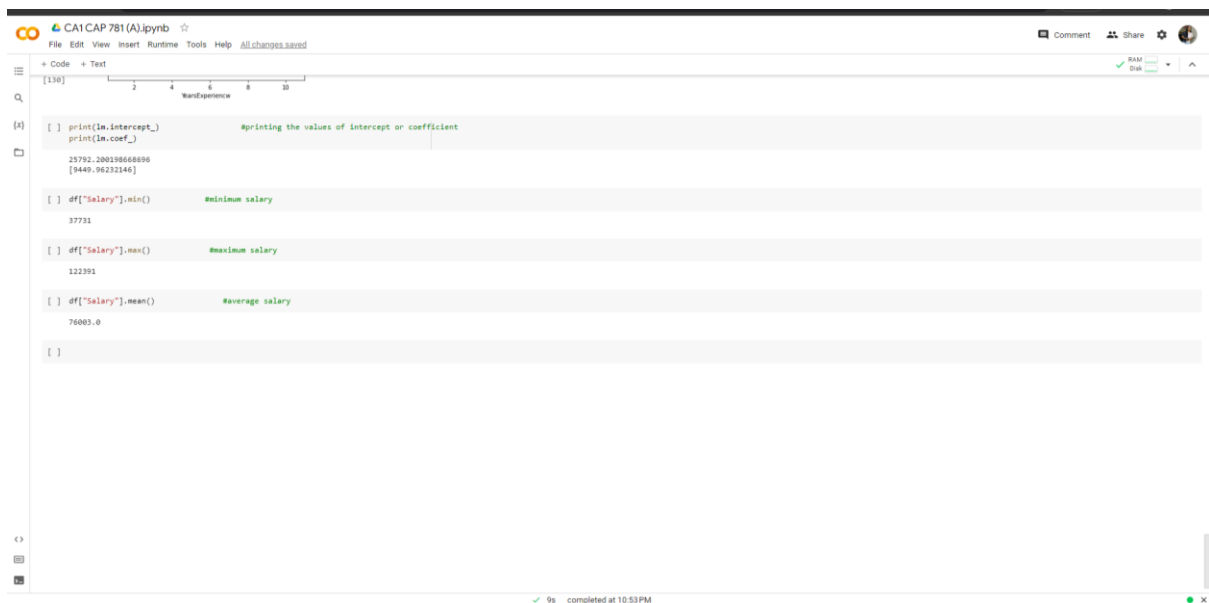 CO CA1 CAP 781 (A).ipynb
File Edit View Insert Runtime Tools Help All changes saved
Comment Share
+ Code + Text
RAM
Disk
[130]
2 4 6 8 10
YearsExperiencw
[ ] print(lm.intercept_) #printing the values of intercept or coefficient
print(lm.coef_)
25792.200198668696
[9449.96232146]
[ ] df["Salary"].min() #minimum salary
37731
[ ] df["Salary"].max() #maximum salary
122391
[ ] df["Salary"].mean() #average salary
76003.0
[ ]
{x}
9s completed at 10:53 PM